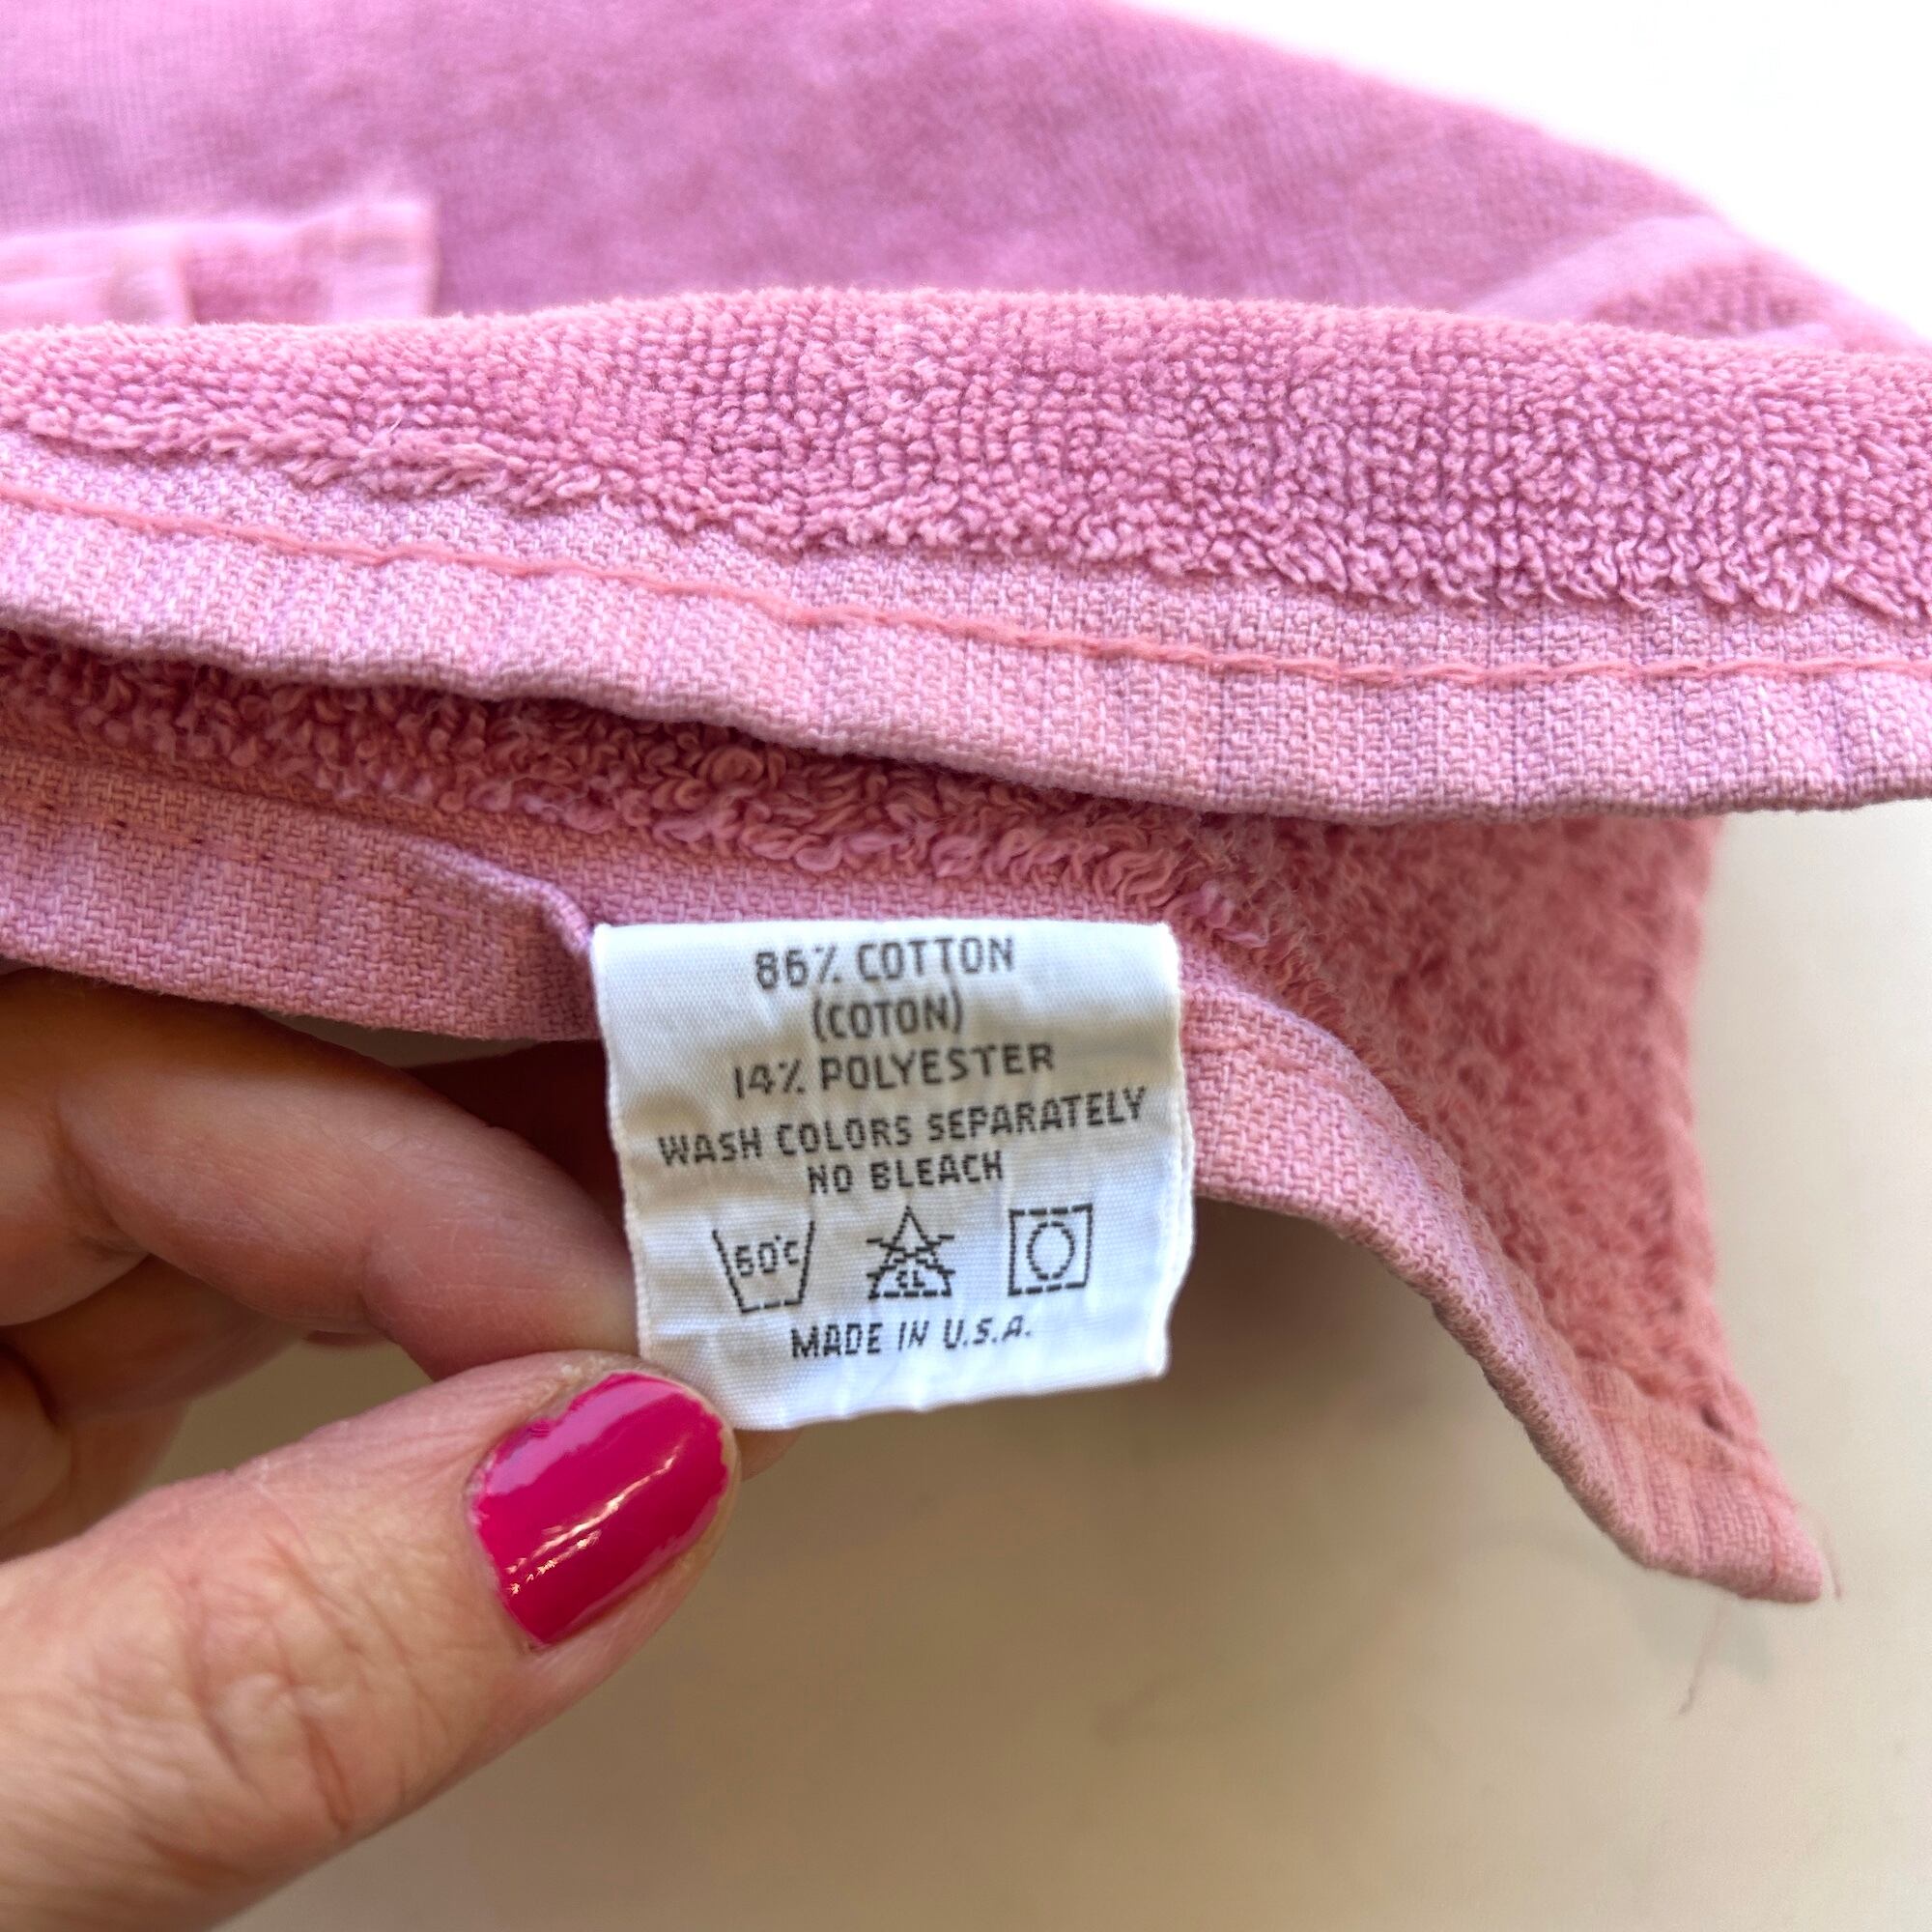 86% COTTON
(COTON)
14% POLYESTER
WASH COLORS SEPARATELY
NO BLEACH
60°C CL
MADE IN U.S.A.